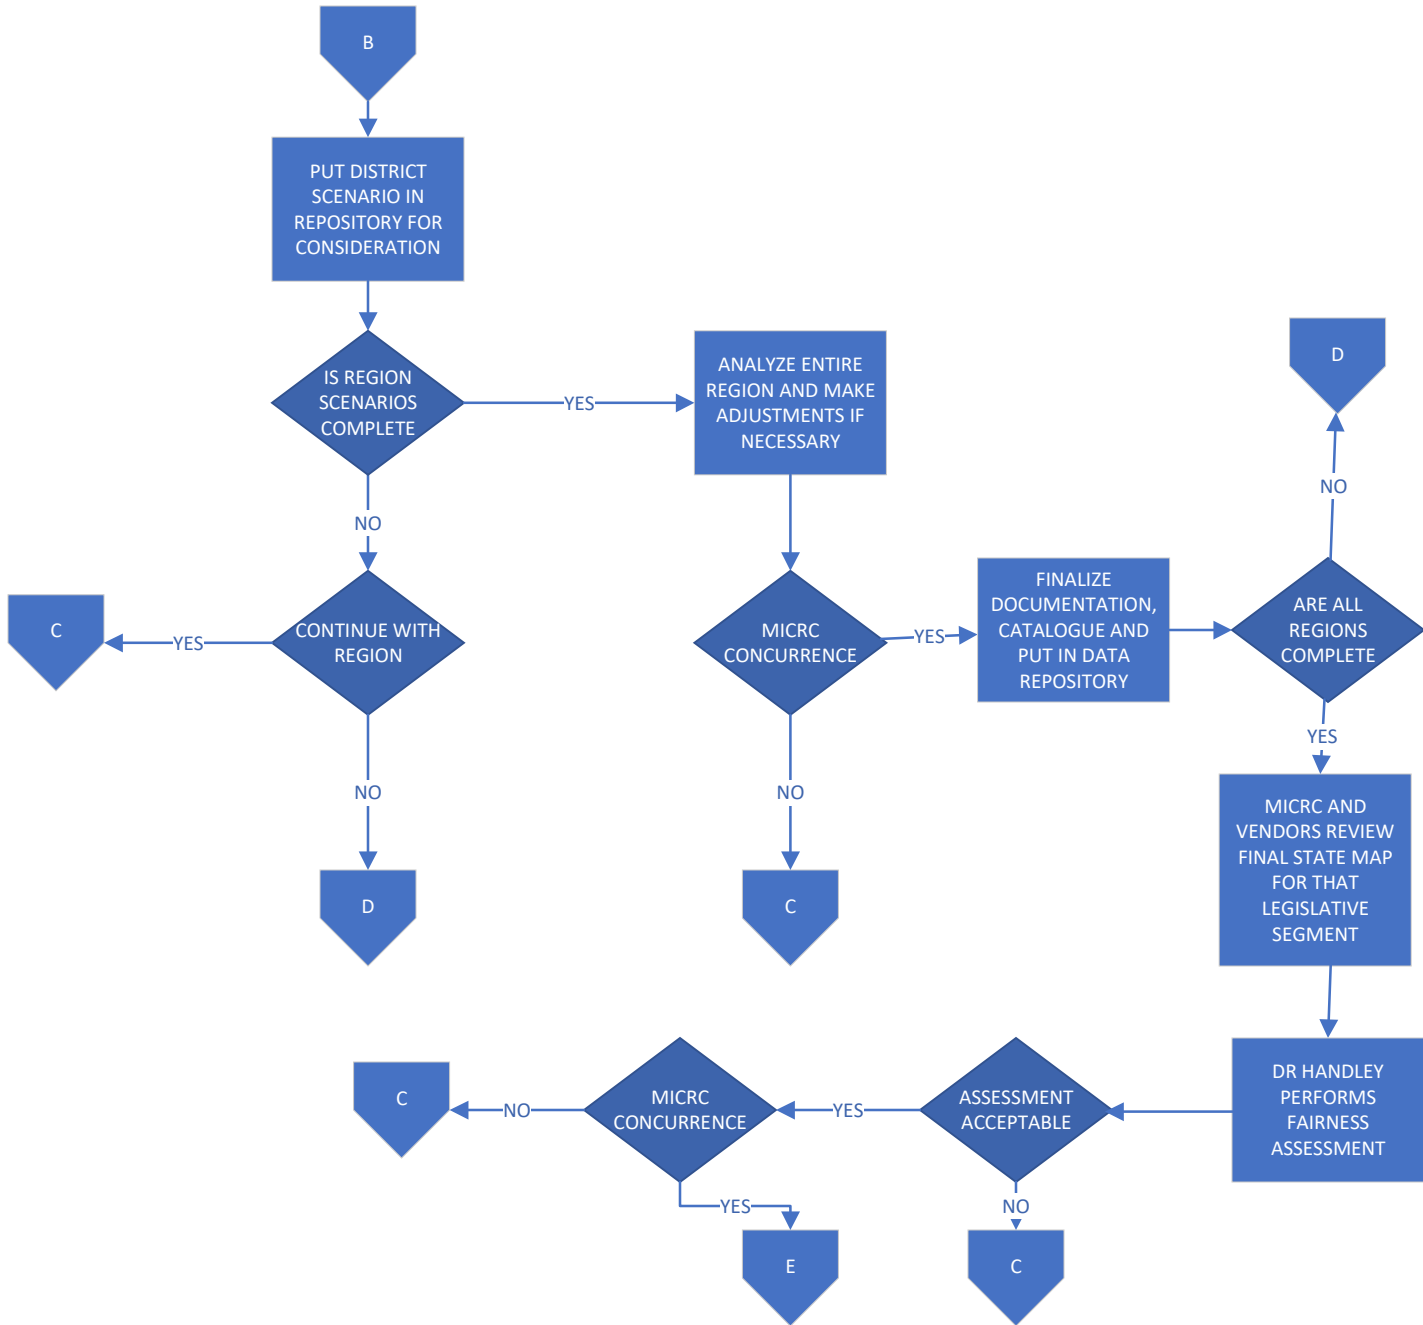 B
PUT DISTRICT
SCENARIO IN
REPOSITORY FOR
CONSIDERATION
IS REGION
SCENARIOS
COMPLETE
YES
ANALYZE ENTIRE
REGION AND MAKE
ADJUSTMENTS IF
NECESSARY
D
NO
NO
CONTINUE WITH
REGION
YES
C
NO
D
MICRC
CONCURRENCE
YES
FINALIZE
DOCUMENTATION,
CATALOGUE AND
PUT IN DATA
REPOSITORY
ARE ALL
REGIONS
COMPLETE
NO
C
YES
MICRC AND
VENDORS REVIEW
FINAL STATE MAP
FOR THAT
LEGISLATIVE
SEGMENT
DR HANDLEY
PERFORMS
FAIRNESS
ASSESSMENT
ASSESSMENT
ACCEPTABLE
YES
MICRC
CONCURRENCE
NO
C
YES
E
NO
C